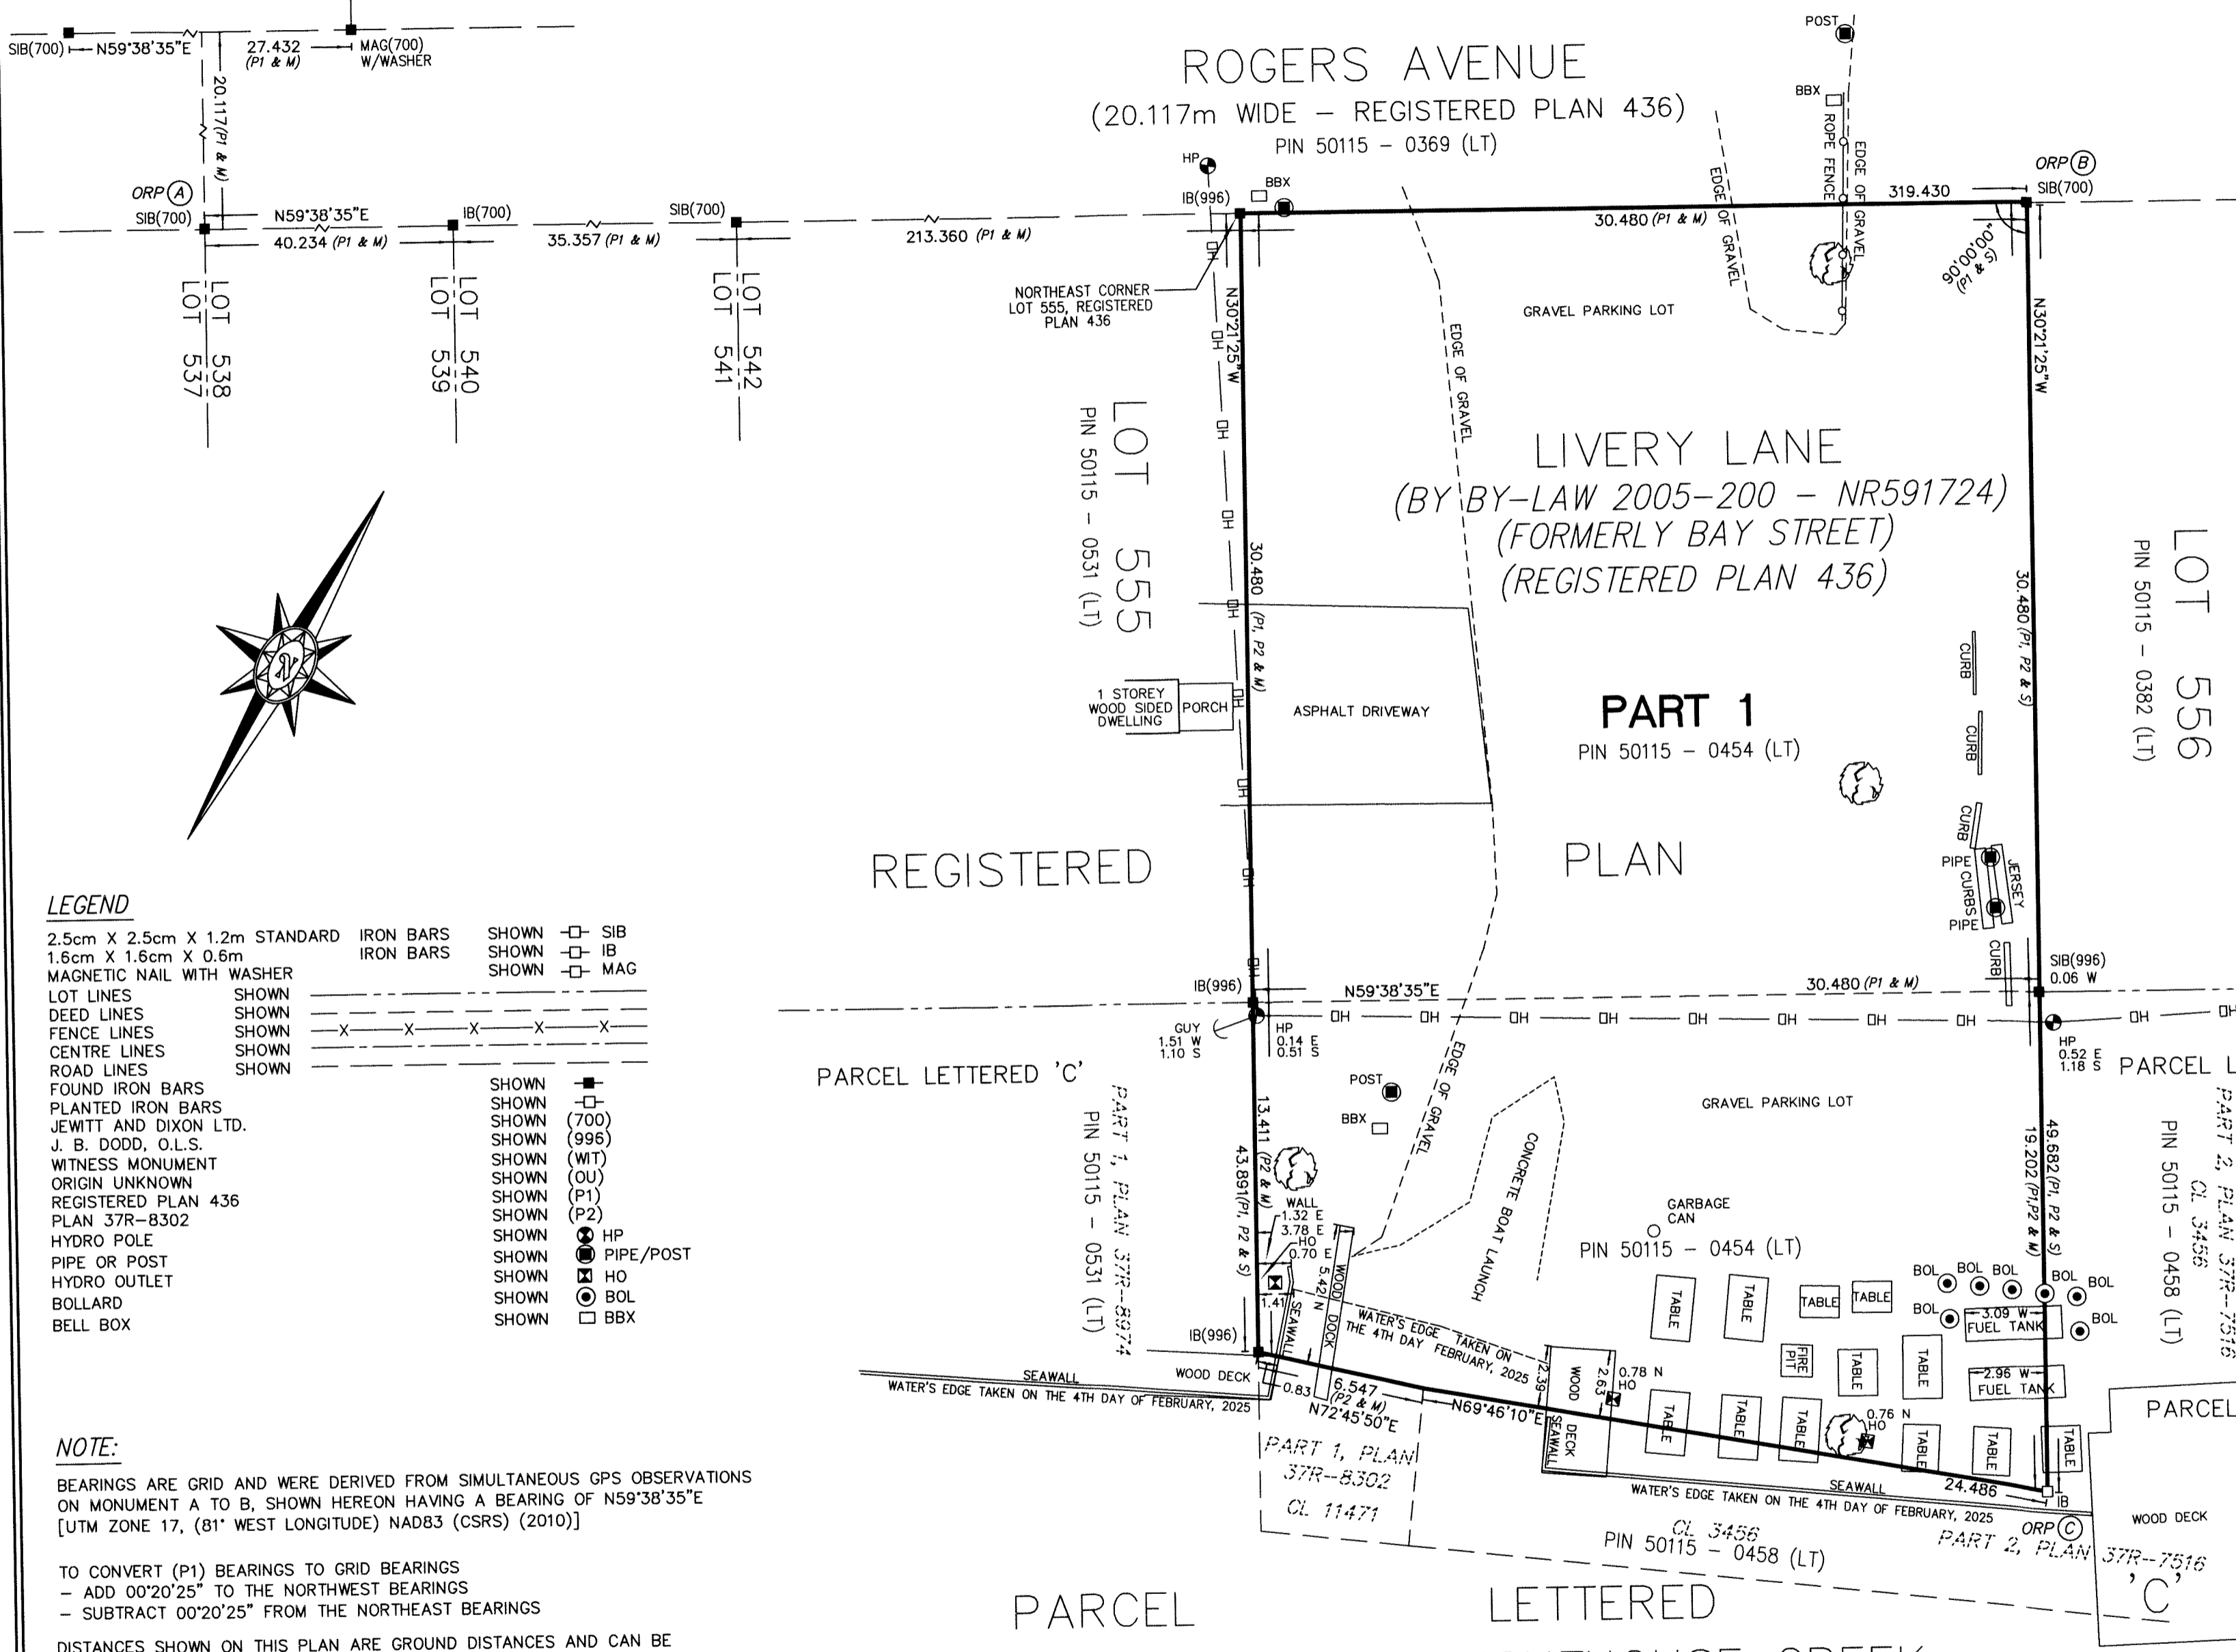 SIB(700)
N59°38'35"E
27.432
(P1 & M)
MAG(700)
W/WASHER
20.117(P1 & M)
ORP A
SIB(700)
N59°38'35"E
40.234 (P1 & M)
IB(700)
35.357 (P1 & M)
SIB(700)
213.360 (P1 & M)
LOT 538
LOT 537
LOT 540
LOT 539
LOT 542
LOT 541
ROGERS AVENUE
(20.117m WIDE – REGISTERED PLAN 436)
PIN 50115 – 0369 (LT)
POST
BBX
ROPE FENCE
EDGE OF GRAVEL
EDGE OF GRAVEL
HP
IB(996)
BBX
30.480 (P1 & M)
319.430
ORP B
SIB(700)
90°00'00"
(P1 & S)
NORTHEAST CORNER
LOT 555, REGISTERED
PLAN 436
N30°21'25"W
OH
OH
OH
OH
OH
OH
OH
OH
OH
EDGE OF GRAVEL
GRAVEL PARKING LOT
N30°21'25"W
LOT 555
PIN 50115 – 0531 (LT)
LIVERY LANE
(BY BY–LAW 2005–200 – NR591724)
(FORMERLY BAY STREET)
(REGISTERED PLAN 436)
LOT 556
PIN 50115 – 0382 (LT)
30.480 (P1, P2 & M)
30.480 (P1, P2 & S)
1 STOREY
WOOD SIDED
DWELLING
PORCH
ASPHALT DRIVEWAY
PART 1
PIN 50115 – 0454 (LT)
CURB
CURB
CURB
PIPE
PIPE
CURBS
JERSEY
CURB
REGISTERED PLAN
IB(996)
N59°38'35"E
30.480 (P1 & M)
SIB(996)
0.06 W
GUY
1.51 W
1.10 S
HP
0.14 E
0.51 S
OH OH OH OH OH OH OH OH OH OH
HP
0.52 E
1.18 S
PARCEL LETTERED 'C'
PARCEL L
PART 1, PLAN 37R–8974
PIN 50115 – 0531 (LT)
13.411 (P2 & M)
43.891(P1, P2 & S)
POST
BBX
EDGE OF GRAVEL
CONCRETE BOAT LAUNCH
GRAVEL PARKING LOT
GARBAGE
CAN
PIN 50115 – 0454 (LT)
19.202 (P1,P2 & M)
49.682(P1, P2 & S)
PIN 50115 – 0458 (LT)
CL 3456
PART 2, PLAN 37R–7516
WALL
1.32 E
3.78 E
HO
0.70 E
1.41
SEAWALL
5.42 N
WOOD DOCK
WATER'S EDGE TAKEN ON
THE 4TH DAY FEBRUARY, 2025
IB(996)
WOOD DECK
0.83
6.547
(P2 & M)
N72°45'50"E
N69°46'10"E
2.39
WOOD
DECK
2.63
SEAWALL
0.78 N
HO
TABLE
TABLE
TABLE
TABLE
FIRE
PIT
TABLE
TABLE
BOL
BOL
BOL
BOL
BOL
BOL
BOL
3.09 W
FUEL TANK
2.96 W
FUEL TANK
TABLE
TABLE
TABLE
0.76 N
HO
TABLE
TABLE
TABLE
SEAWALL
WATER'S EDGE TAKEN ON THE 4TH DAY OF FEBRUARY, 2025
SEAWALL
24.486
WATER'S EDGE TAKEN ON THE 4TH DAY OF FEBRUARY, 2025
IB
ORP C
PARCEL
WOOD DECK
PART 1, PLAN
37R–8302
CL 11471
CL 3456
PIN 50115 – 0458 (LT)
PART 2, PLAN 37R–7516
PARCEL LETTERED 'C'
LEGEND
2.5cm X 2.5cm X 1.2m STANDARD IRON BARS SHOWN SIB
1.6cm X 1.6cm X 0.6m IRON BARS SHOWN IB
MAGNETIC NAIL WITH WASHER SHOWN MAG
LOT LINES SHOWN
DEED LINES SHOWN
FENCE LINES SHOWN X X X X X
CENTRE LINES SHOWN
ROAD LINES SHOWN
FOUND IRON BARS SHOWN
PLANTED IRON BARS SHOWN
JEWITT AND DIXON LTD. SHOWN (700)
J. B. DODD, O.L.S. SHOWN (996)
WITNESS MONUMENT SHOWN (WIT)
ORIGIN UNKNOWN SHOWN (OU)
REGISTERED PLAN 436 SHOWN (P1)
PLAN 37R–8302 SHOWN (P2)
HYDRO POLE SHOWN HP
PIPE OR POST SHOWN PIPE/POST
HYDRO OUTLET SHOWN HO
BOLLARD SHOWN BOL
BELL BOX SHOWN BBX
NOTE:
BEARINGS ARE GRID AND WERE DERIVED FROM SIMULTANEOUS GPS OBSERVATIONS
ON MONUMENT A TO B, SHOWN HEREON HAVING A BEARING OF N59°38'35"E
[UTM ZONE 17, (81° WEST LONGITUDE) NAD83 (CSRS) (2010)]
TO CONVERT (P1) BEARINGS TO GRID BEARINGS
– ADD 00°20'25" TO THE NORTHWEST BEARINGS
– SUBTRACT 00°20'25" FROM THE NORTHEAST BEARINGS
DISTANCES SHOWN ON THIS PLAN ARE GROUND DISTANCES AND CAN BE